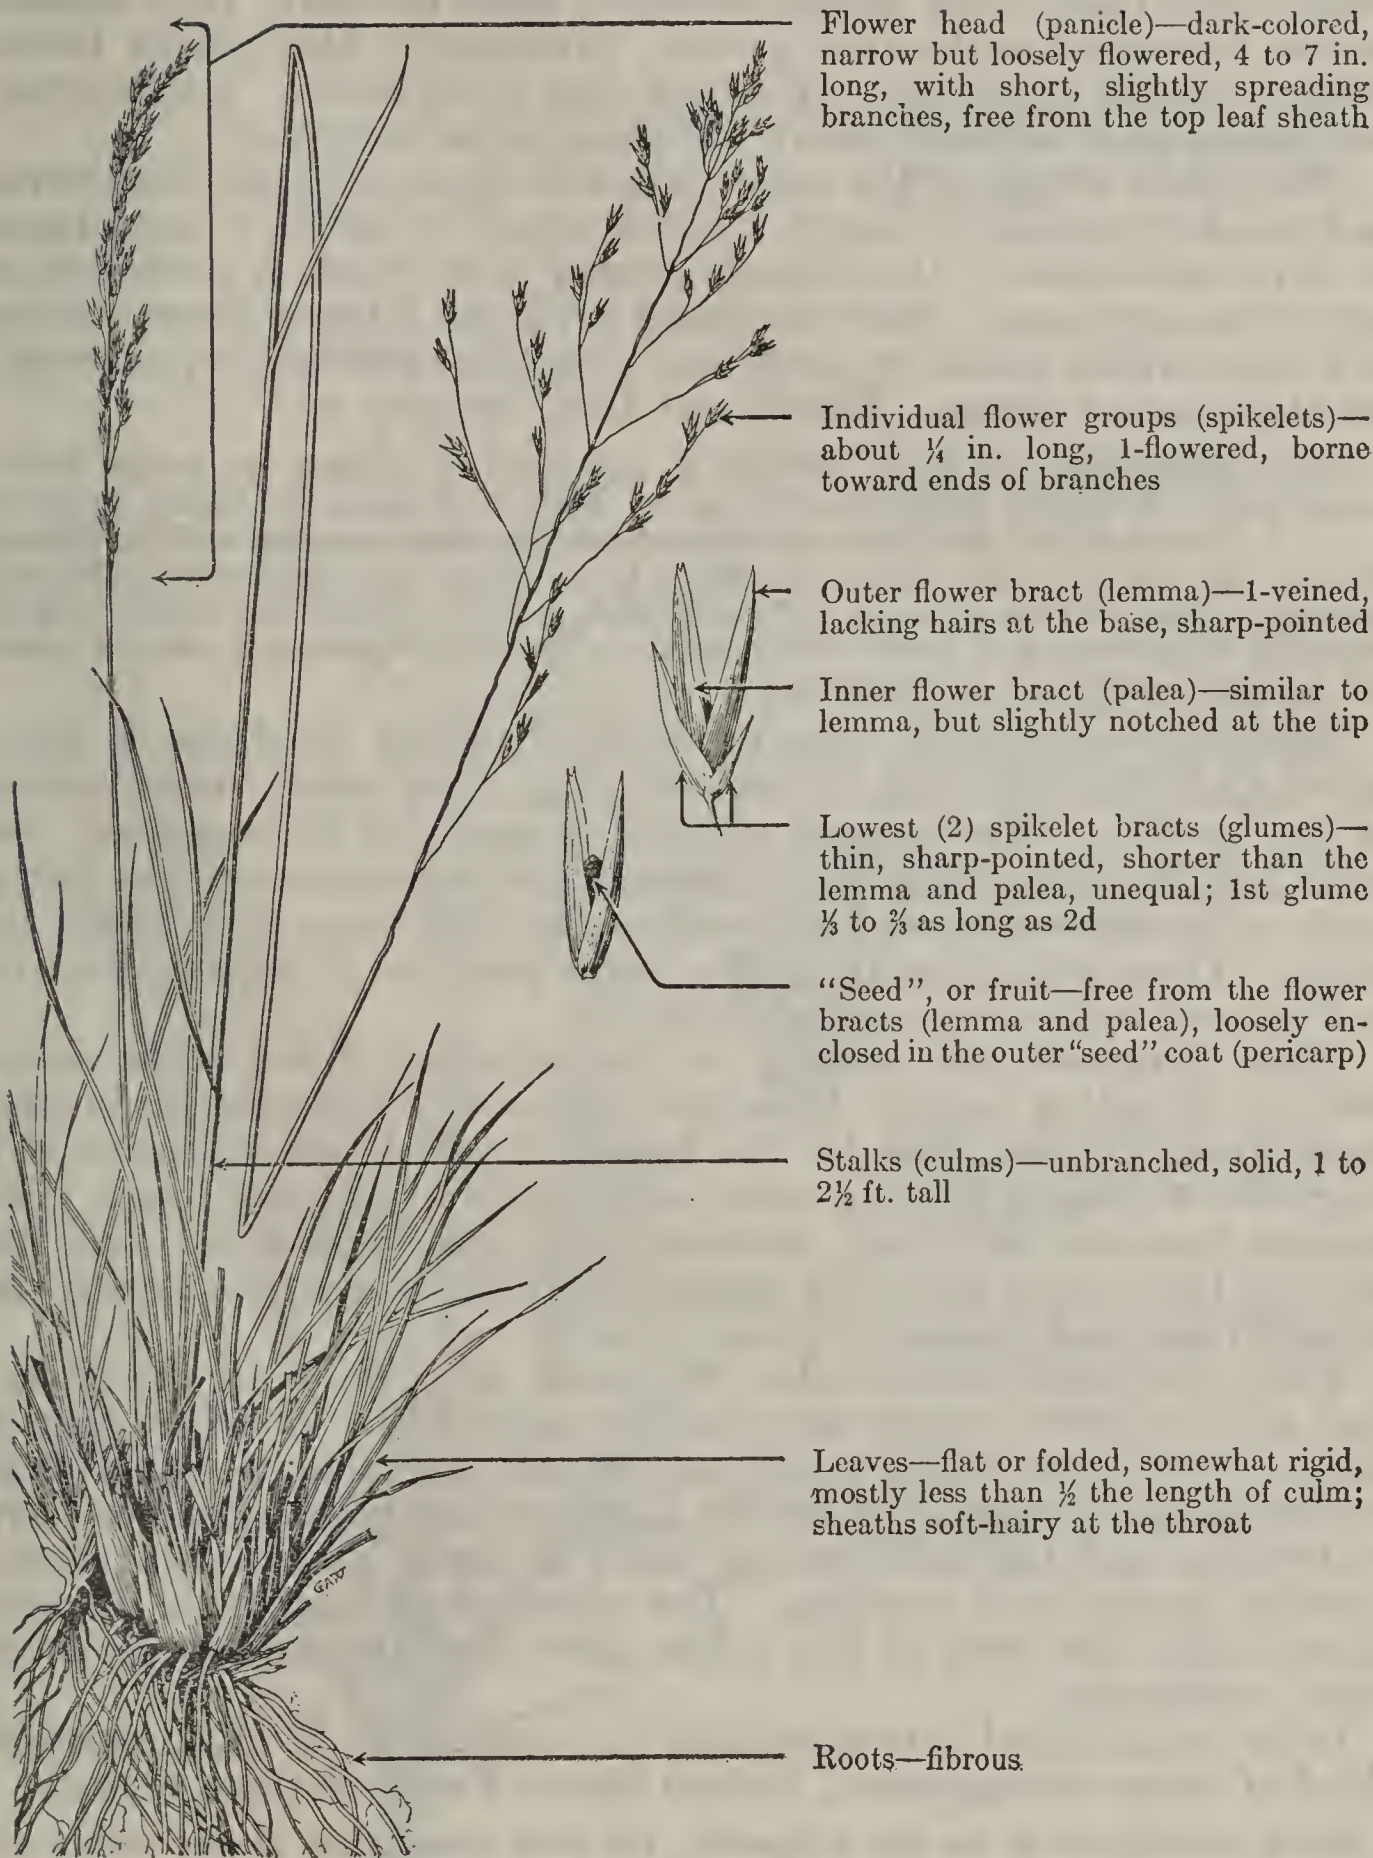 Flower head (panicle)—dark-colored,
narrow but loosely flowered, 4 to 7 in.
long, with short, slightly spreading
branches, free from the top leaf sheath
Individual flower groups (spikelets)—
about ¼ in. long, 1-flowered, borne
toward ends of branches
Outer flower bract (lemma)—1-veined,
lacking hairs at the base, sharp-pointed
Inner flower bract (palea)—similar to
lemma, but slightly notched at the tip
Lowest (2) spikelet bracts (glumes)—
thin, sharp-pointed, shorter than the
lemma and palea, unequal; 1st glume
⅓ to ⅔ as long as 2d
"Seed", or fruit—free from the flower
bracts (lemma and palea), loosely en-
closed in the outer "seed" coat (pericarp)
Stalks (culms)—unbranched, solid, 1 to
2½ ft. tall
Leaves—flat or folded, somewhat rigid,
mostly less than ½ the length of culm;
sheaths soft-hairy at the throat
GAW
Roots—fibrous